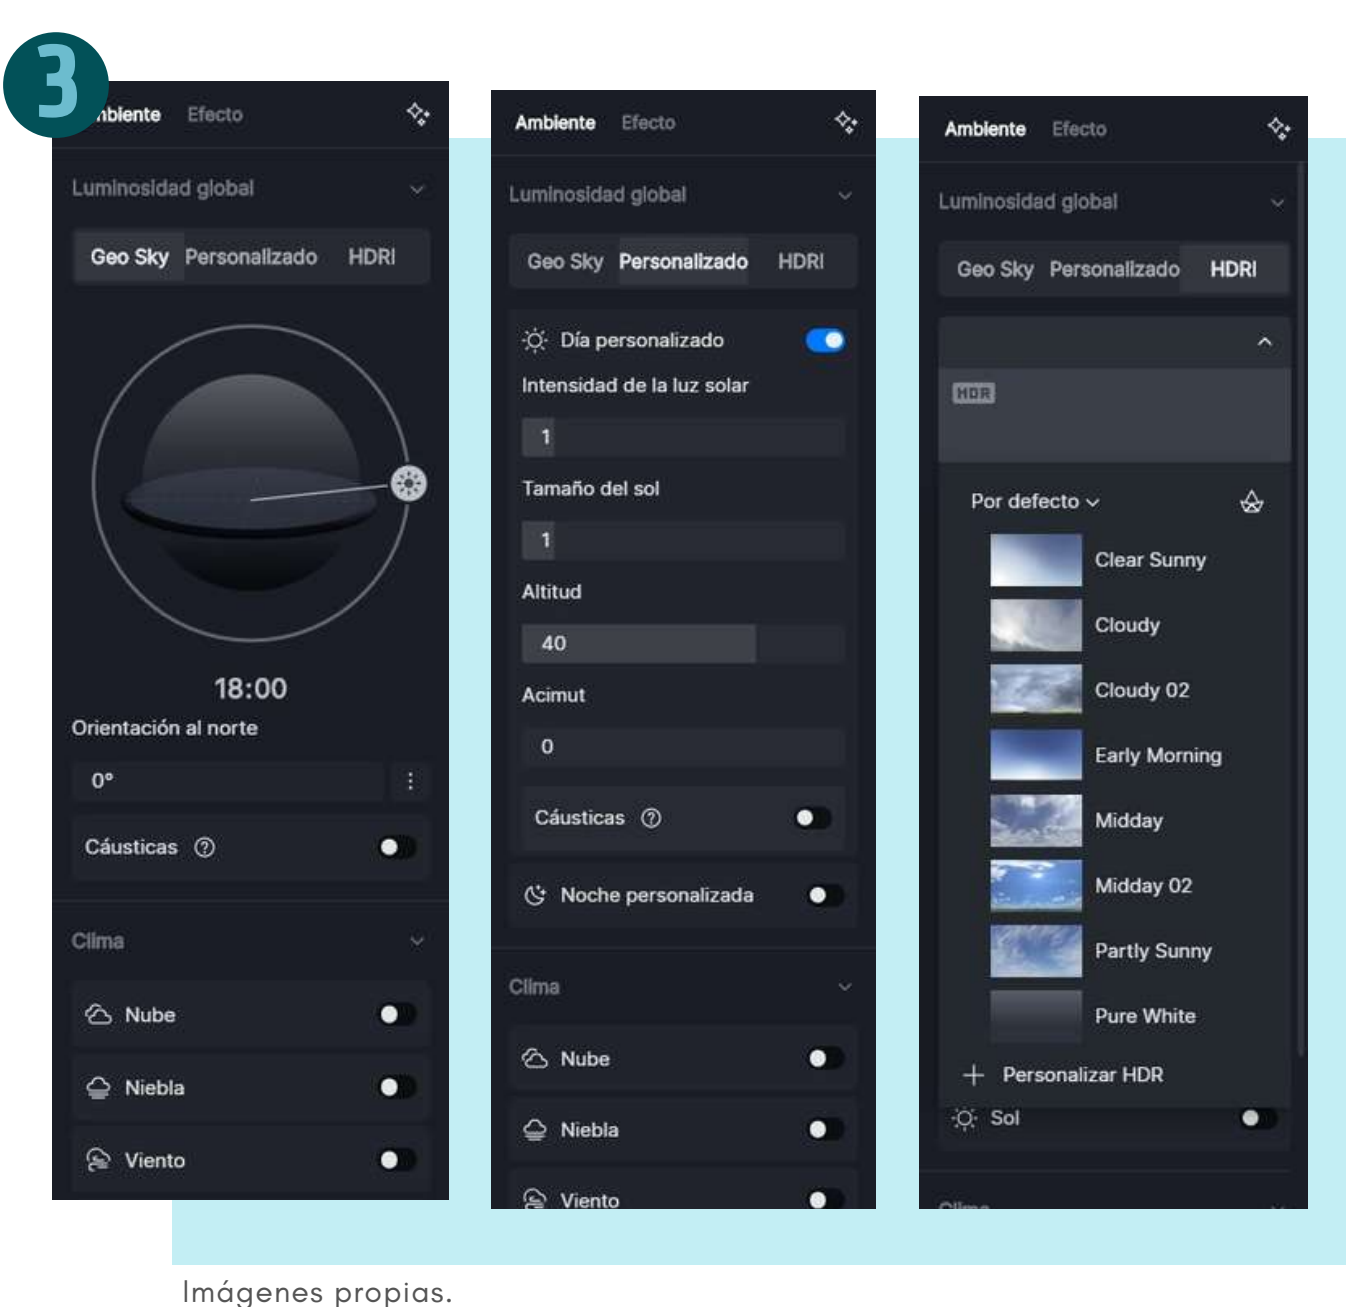 3
Ambiente Efecto
Luminosidad global
Geo Sky Personalizado HDRI
18:00
Orientación al norte
0°
Cáusticas ?
Clima
Nube
Niebla
Viento
Ambiente Efecto
Luminosidad global
Geo Sky Personalizado HDRI
Día personalizado
Intensidad de la luz solar
1
Tamaño del sol
1
Altitud
40
Acimut
0
Cáusticas ?
Noche personalizada
Clima
Nube
Niebla
Viento
Ambiente Efecto
Luminosidad global
Geo Sky Personalizado HDRI
HDR
Por defecto
Clear Sunny
Cloudy
Cloudy 02
Early Morning
Midday
Midday 02
Partly Sunny
Pure White
+ Personalizar HDR
Sol
Clima
Imágenes propias.